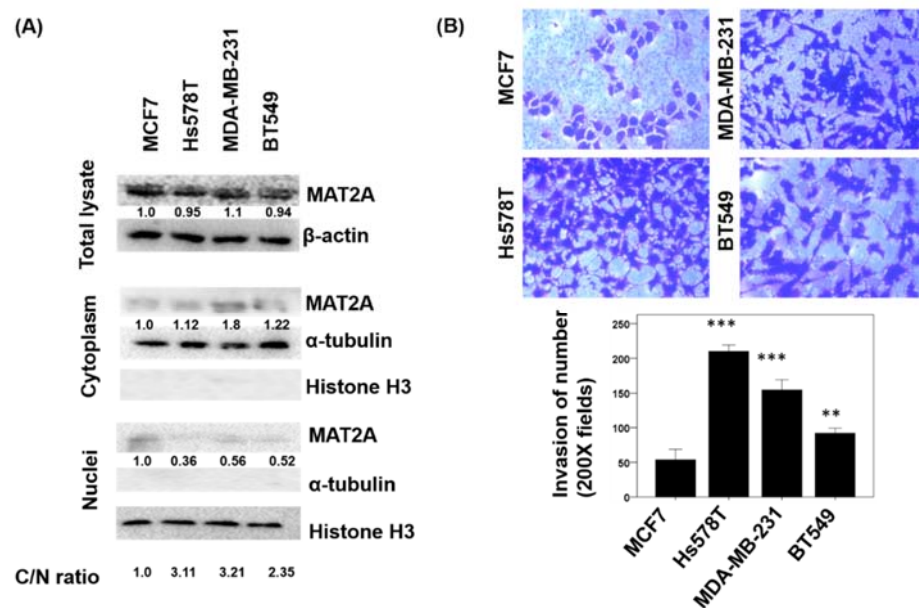 (A)
MCF7 Hs578T MDA-MB-231 BT549
Total lysate
MAT2A
1.0 0.95 1.1 0.94
β-actin
Cytoplasm
MAT2A
1.0 1.12 1.8 1.22
α-tubulin
Histone H3
Nuclei
MAT2A
1.0 0.36 0.56 0.52
α-tubulin
Histone H3
C/N ratio 1.0 3.11 3.21 2.35
(B)
MCF7
MDA-MB-231
Hs578T
BT549
Invasion of number
(200X fields)
250
200
150
100
50
0
***
***
**
MCF7
Hs578T
MDA-MB-231
BT549